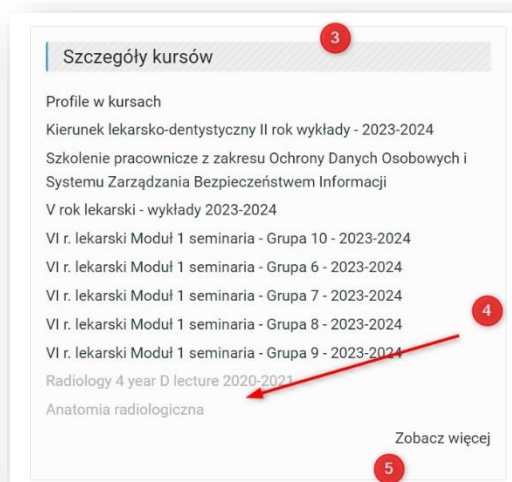 3
Szczegóły kursów
Profile w kursach
Kierunek lekarsko-dentystyczny II rok wykłady - 2023-2024
Szkolenie pracownicze z zakresu Ochrony Danych Osobowych i
Systemu Zarządzania Bezpieczeństwem Informacji
V rok lekarski - wykłady 2023-2024
VI r. lekarski Moduł 1 seminaria - Grupa 10 - 2023-2024
VI r. lekarski Moduł 1 seminaria - Grupa 6 - 2023-2024
VI r. lekarski Moduł 1 seminaria - Grupa 7 - 2023-2024
VI r. lekarski Moduł 1 seminaria - Grupa 8 - 2023-2024
4
VI r. lekarski Moduł 1 seminaria - Grupa 9 - 2023-2024
Radiology 4 year D lecture 2020-2021
Anatomia radiologiczna
Zobacz więcej
5